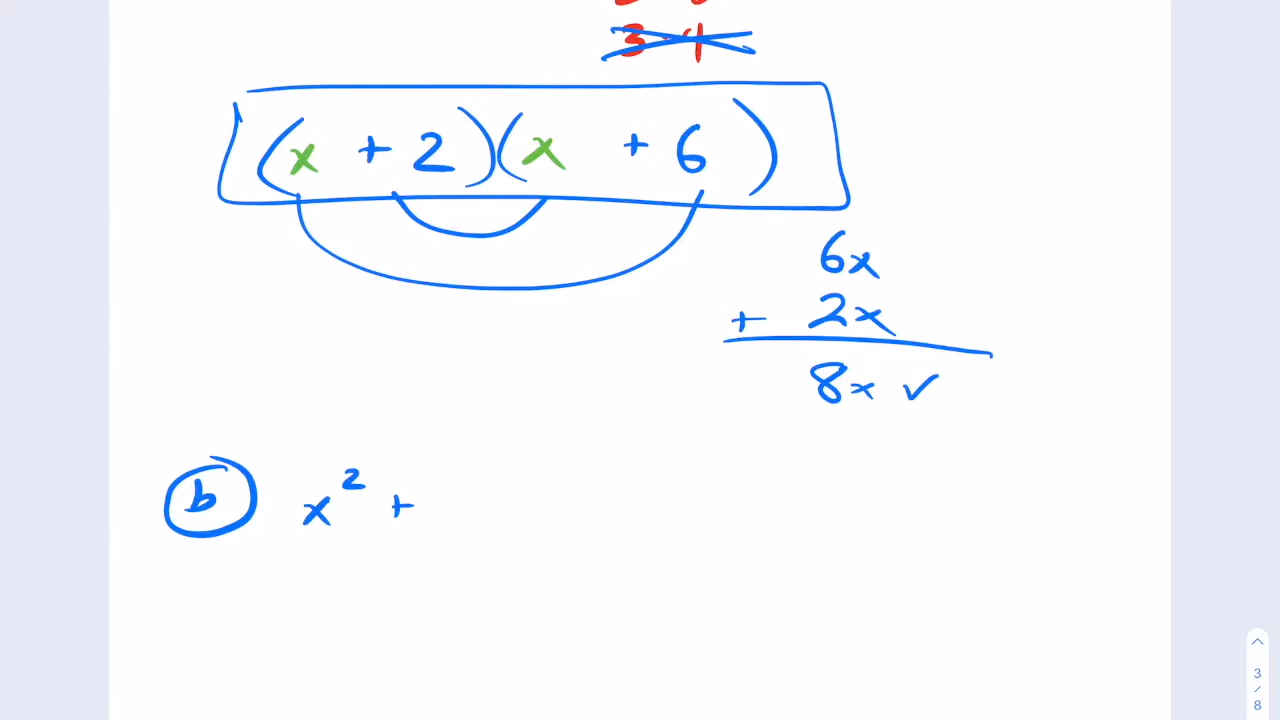 3 4
(x + 2)(x + 6)
6x
+ 2x
8x ✓
b x² +
3
/
8